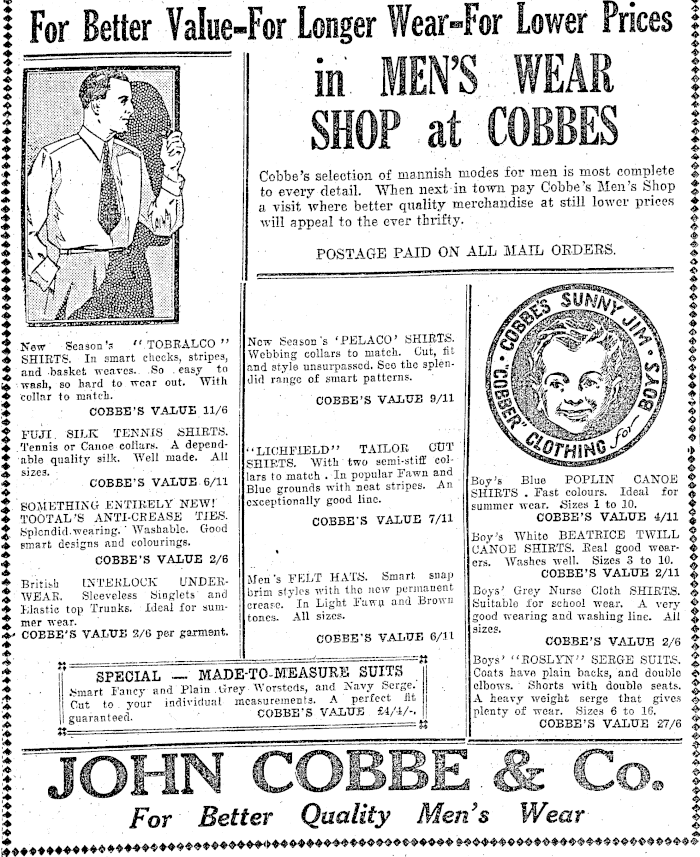 For Better Value-For Longer Wear-For Lower Prices
in MEN'S WEAR
SHOP at COBBES
Cobbe's selection of mannish modes for men is most complete
to every detail. When next in town pay Cobbe's Men's Shop
a visit where better quality merchandise at still lower prices
will appeal to the ever thrifty.
POSTAGE PAID ON ALL MAIL ORDERS.
New Season's "TOBRALCO"
SHIRTS. In smart checks, stripes,
and basket weaves. So easy to
wash, so hard to wear out. With
collar to match.
COBBE'S VALUE 11/6
FUJI SILK TENNIS SHIRTS.
Tennis or Canoe collars. A depend-
able quality silk. Well made. All
sizes.
COBBE'S VALUE 6/11
SOMETHING ENTIRELY NEW!
TOOTAL'S ANTI-CREASE TIES.
Splendid wearing. Washable. Good
smart designs and colourings.
COBBE'S VALUE 2/6
British INTERLOCK UNDER-
WEAR. Sleeveless Singlets and
Elastic top Trunks. Ideal for sum-
mer wear.
COBBE'S VALUE 3/6 per garment.
New Season's 'PELACO' SHIRTS.
Webbing collars to match. Cut, fit
and style unsurpassed. See the splen-
did range of smart patterns.
COBBE'S VALUE 9/11
"LICHFIELD" TAILOR CUT
SHIRTS. With two semi-stiff col-
lars to match. In popular Fawn and
Blue grounds with neat stripes. An
exceptionally good line.
COBBE'S VALUE 7/11
Men's FELT HATS. Smart snap
brim styles with the new permanent
crease. In Light Fawn and Brown
tones. All sizes.
COBBE'S VALUE 6/11
COBBES SUNNY JIM
"COBBER" CLOTHING for BOYS
Boy's Blue POPLIN CANOE
SHIRTS. Fast colours. Ideal for
summer wear. Sizes 1 to 10.
COBBE'S VALUE 4/11
Boy's White BEATRICE TWILL
CANOE SHIRTS. Real good wear-
ers. Washes well. Sizes 3 to 10.
COBBE'S VALUE 2/11
Boys' Grey Nurse Cloth SHIRTS.
Suitable for school wear. A very
good wearing and washing line. All
sizes.
COBBE'S VALUE 2/6
Boys' "ROSLYN" SERGE SUITS.
Coats have plain backs, and double
elbows. Shorts with double seats.
A heavy weight serge that gives
plenty of wear. Sizes 6 to 16.
COBBE'S VALUE 27/6
SPECIAL — MADE-TO-MEASURE SUITS
Smart Fancy and Plain Grey Worsteds, and Navy Serge.
Cut to your individual measurements. A perfect fit
guaranteed. COBBE'S VALUE £4/4/-.
JOHN COBBE & Co.
For Better Quality Men's Wear